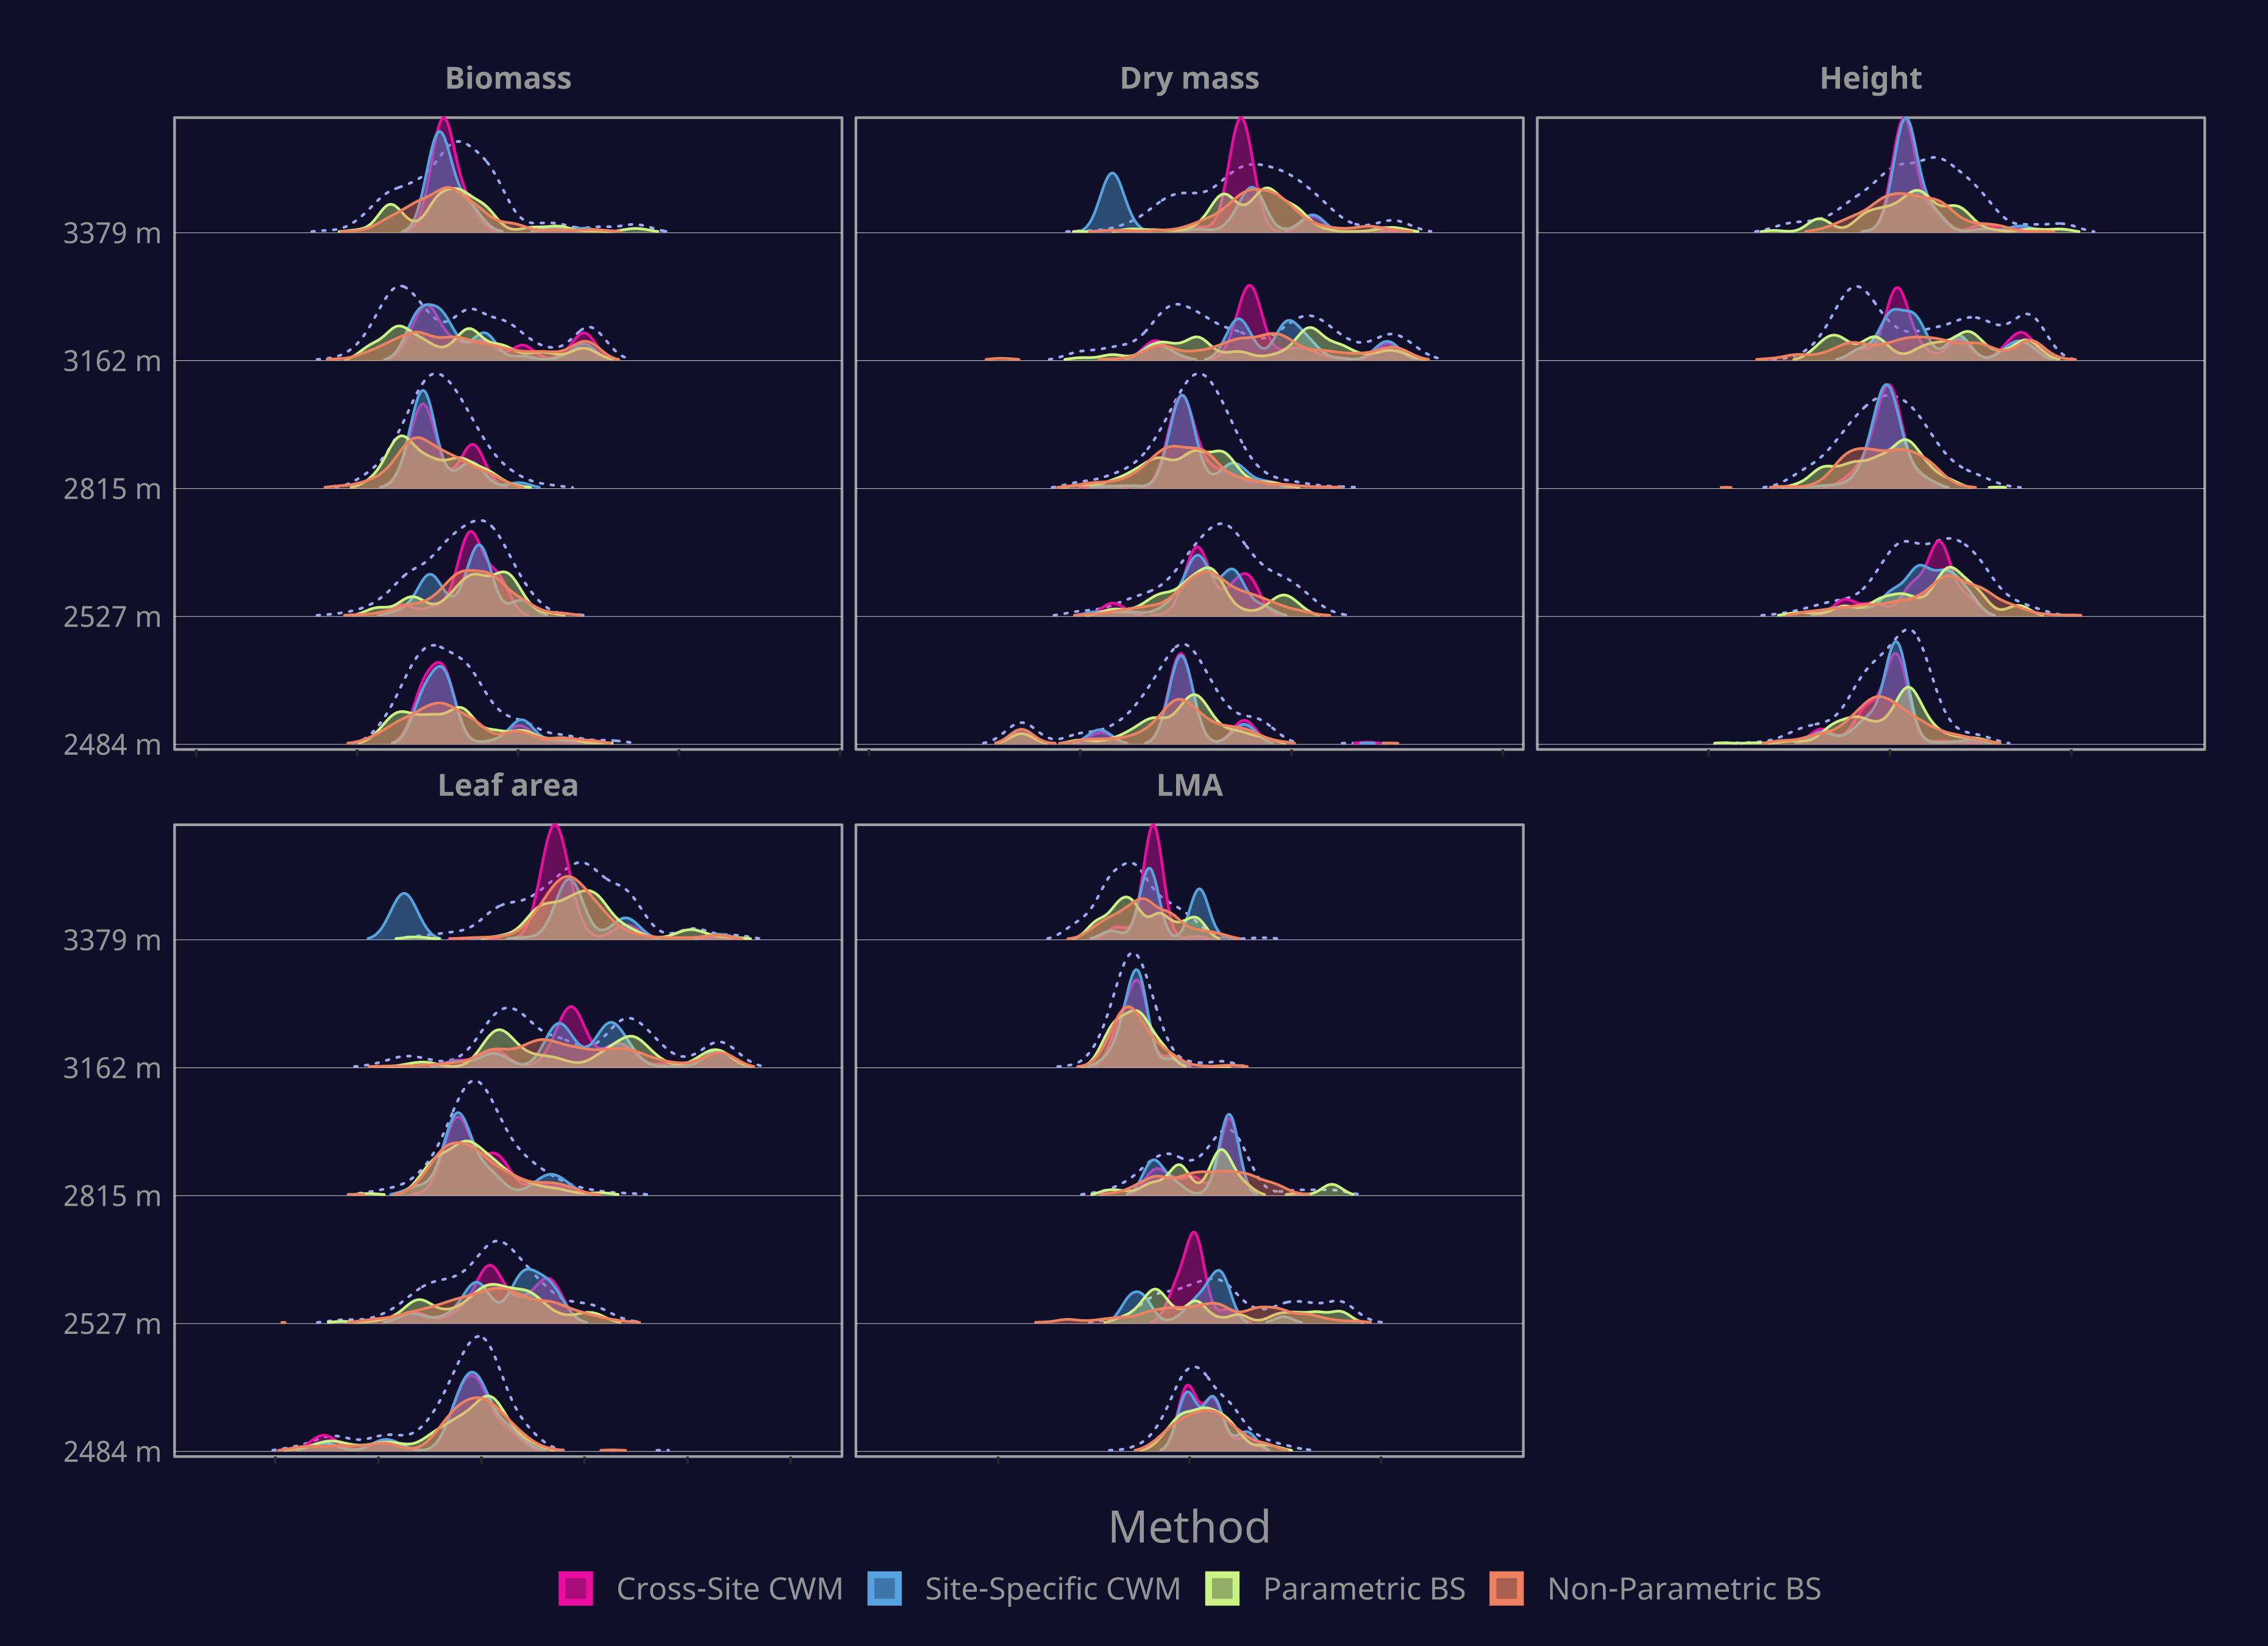 Biomass Dry mass Height
3379 m
3162 m
2815 m
2527 m
2484 m
Leaf area LMA
3379 m
3162 m
2815 m
2527 m
2484 m
Method
Cross-Site CWM Site-Specific CWM Parametric BS Non-Parametric BS